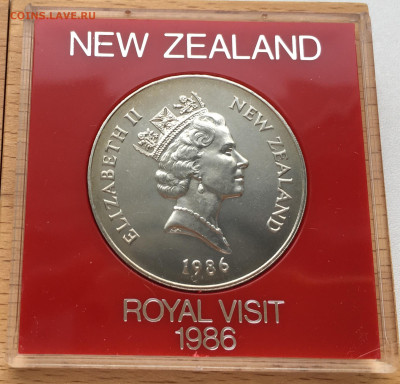 COINS.LAVE.RU
NEW ZEALAND
ELIZABETH II
NEW ZEALAND
1986
ROYAL VISIT
1986